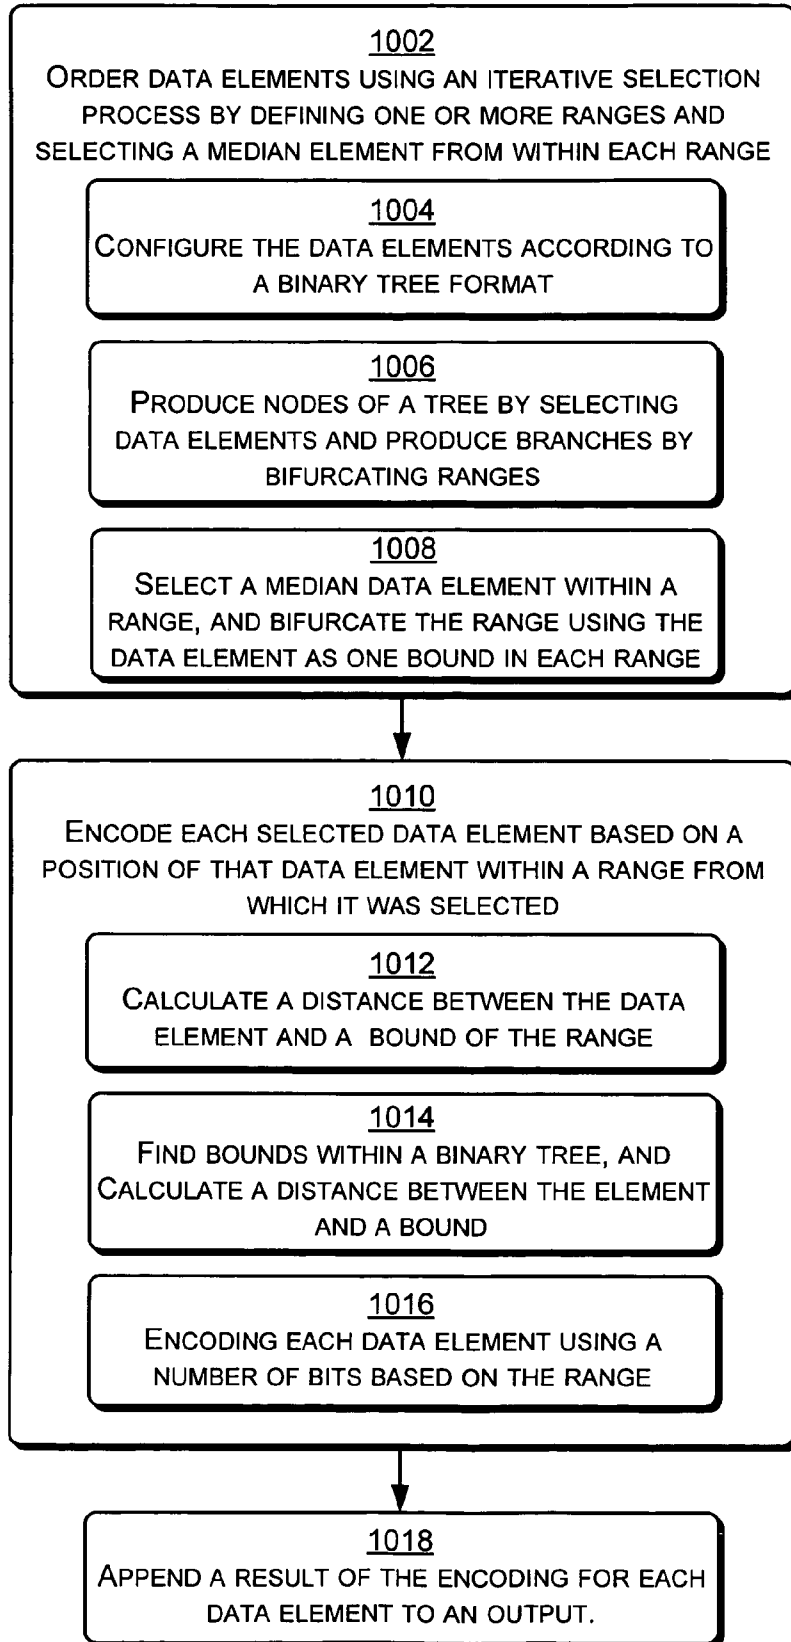 1002
ORDER DATA ELEMENTS USING AN ITERATIVE SELECTION
PROCESS BY DEFINING ONE OR MORE RANGES AND
SELECTING A MEDIAN ELEMENT FROM WITHIN EACH RANGE
1004
CONFIGURE THE DATA ELEMENTS ACCORDING TO
A BINARY TREE FORMAT
1006
PRODUCE NODES OF A TREE BY SELECTING
DATA ELEMENTS AND PRODUCE BRANCHES BY
BIFURCATING RANGES
1008
SELECT A MEDIAN DATA ELEMENT WITHIN A
RANGE, AND BIFURCATE THE RANGE USING THE
DATA ELEMENT AS ONE BOUND IN EACH RANGE
1010
ENCODE EACH SELECTED DATA ELEMENT BASED ON A
POSITION OF THAT DATA ELEMENT WITHIN A RANGE FROM
WHICH IT WAS SELECTED
1012
CALCULATE A DISTANCE BETWEEN THE DATA
ELEMENT AND A BOUND OF THE RANGE
1014
FIND BOUNDS WITHIN A BINARY TREE, AND
CALCULATE A DISTANCE BETWEEN THE ELEMENT
AND A BOUND
1016
ENCODING EACH DATA ELEMENT USING A
NUMBER OF BITS BASED ON THE RANGE
1018
APPEND A RESULT OF THE ENCODING FOR EACH
DATA ELEMENT TO AN OUTPUT.